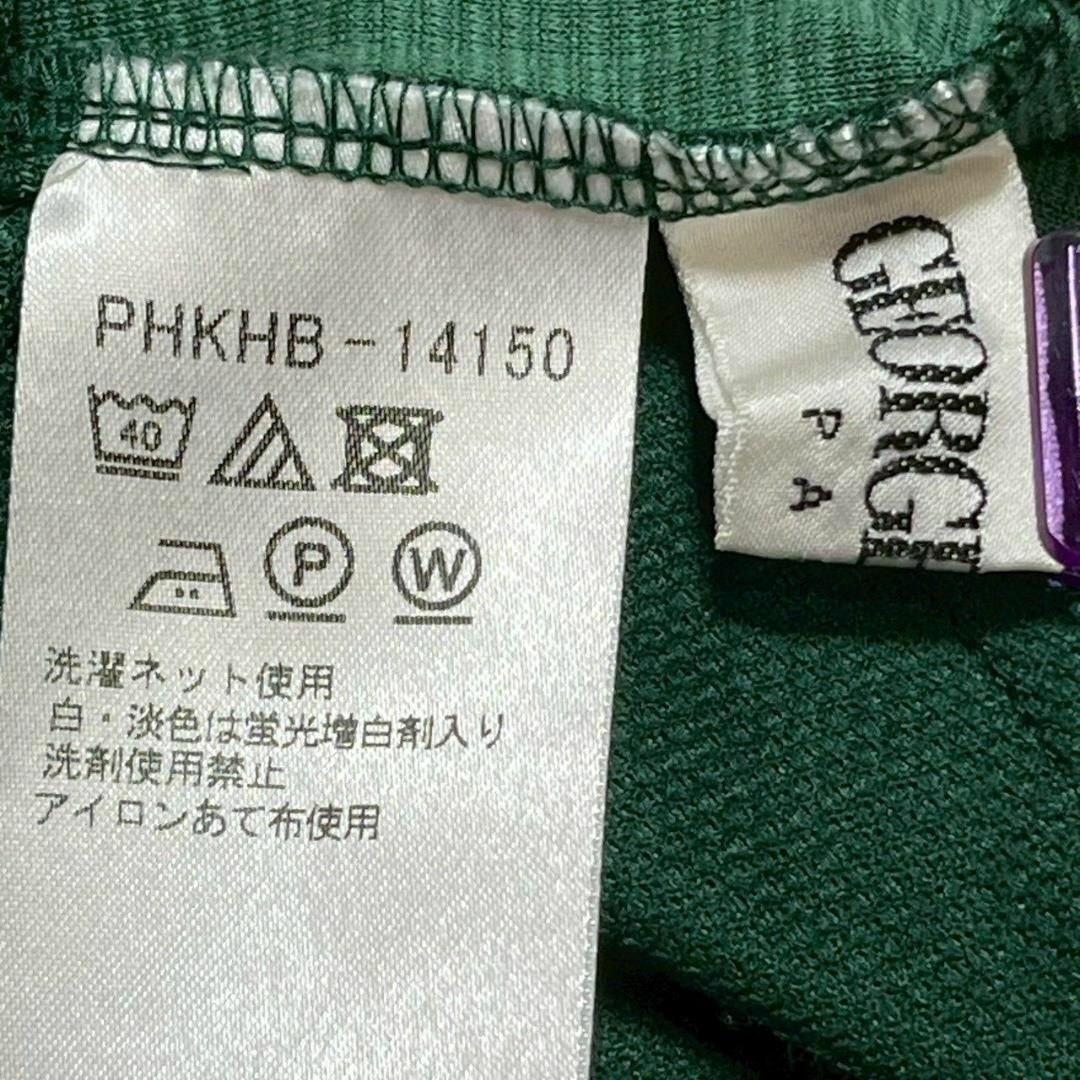 PHKHB-14150
40
P W
洗濯ネット使用
白・淡色は蛍光増白剤入り
洗剤使用禁止
アイロンあて布使用
GEORGE
P A